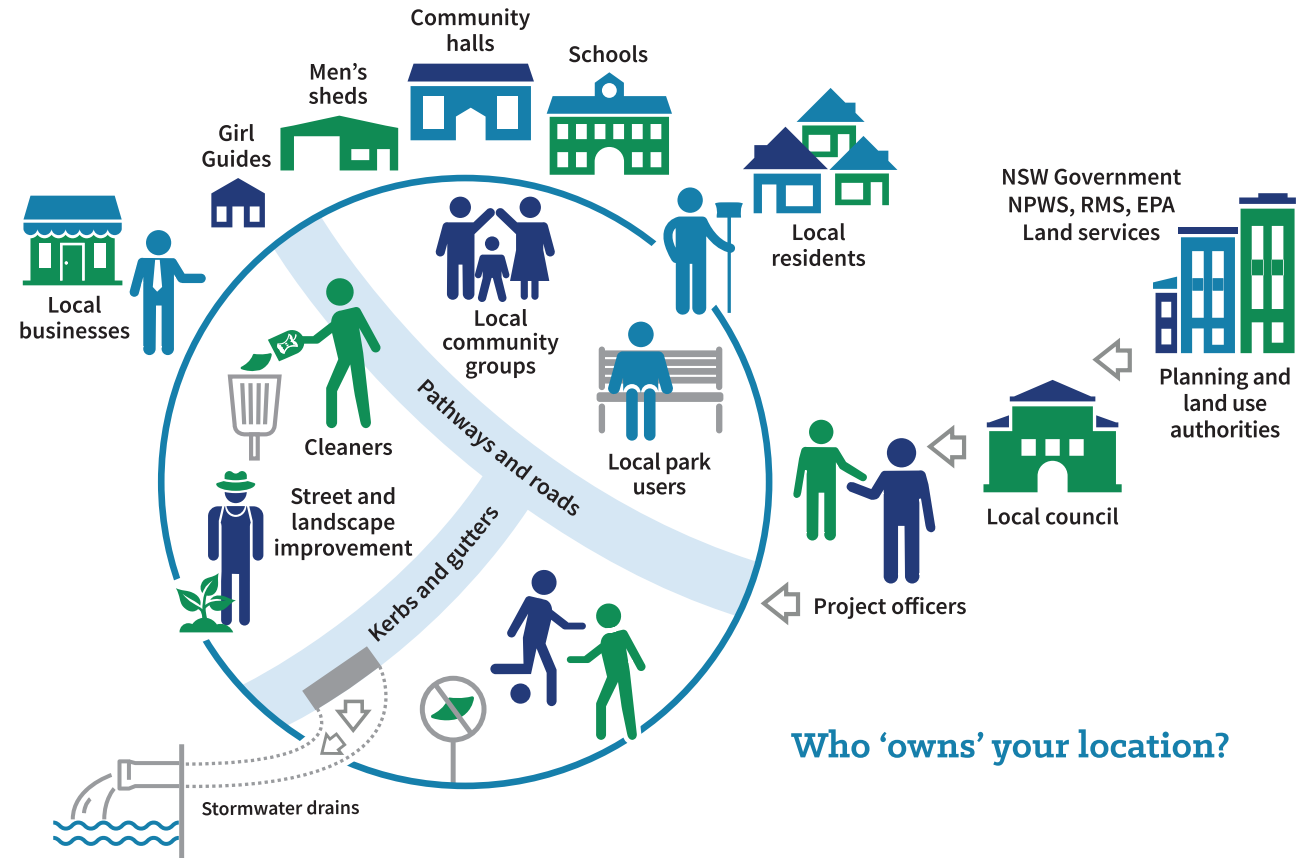 Community
halls
Schools
Men’s
sheds
Girl
Guides
NSW Government
NPWS, RMS, EPA
Land services
Local
residents
Local
businesses
Local
community
groups
Pathways and roads
Planning and
land use
authorities
Cleaners
Local park
users
Street and
landscape
improvement
Local council
Kerbs and gutters
Project officers
Who ‘owns’ your location?
Stormwater drains